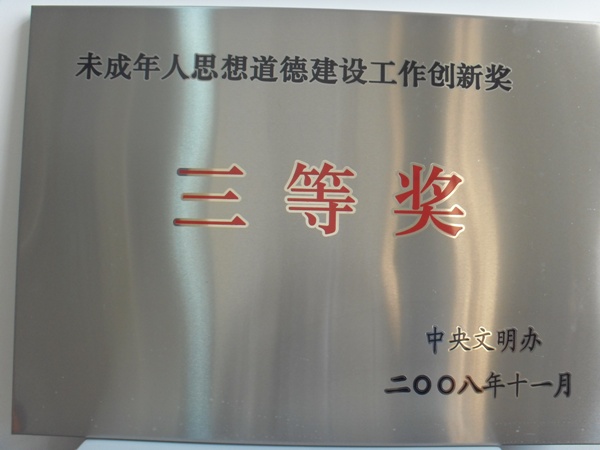 未成年人思想道德建设工作创新奖
三等奖
中央文明办
二〇〇八年十一月